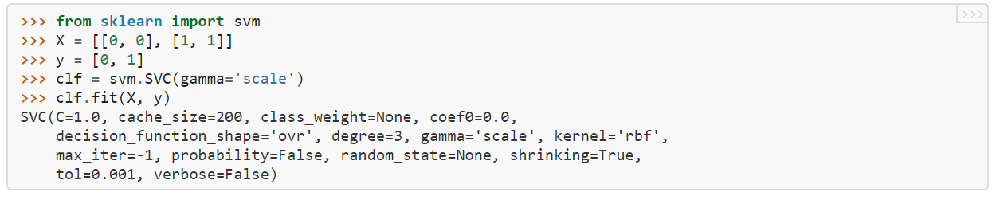 >>>
>>> from sklearn import svm
>>> X = [[0, 0], [1, 1]]
>>> y = [0, 1]
>>> clf = svm.SVC(gamma='scale')
>>> clf.fit(X, y)
SVC(C=1.0, cache_size=200, class_weight=None, coef0=0.0,
    decision_function_shape='ovr', degree=3, gamma='scale', kernel='rbf',
    max_iter=-1, probability=False, random_state=None, shrinking=True,
    tol=0.001, verbose=False)